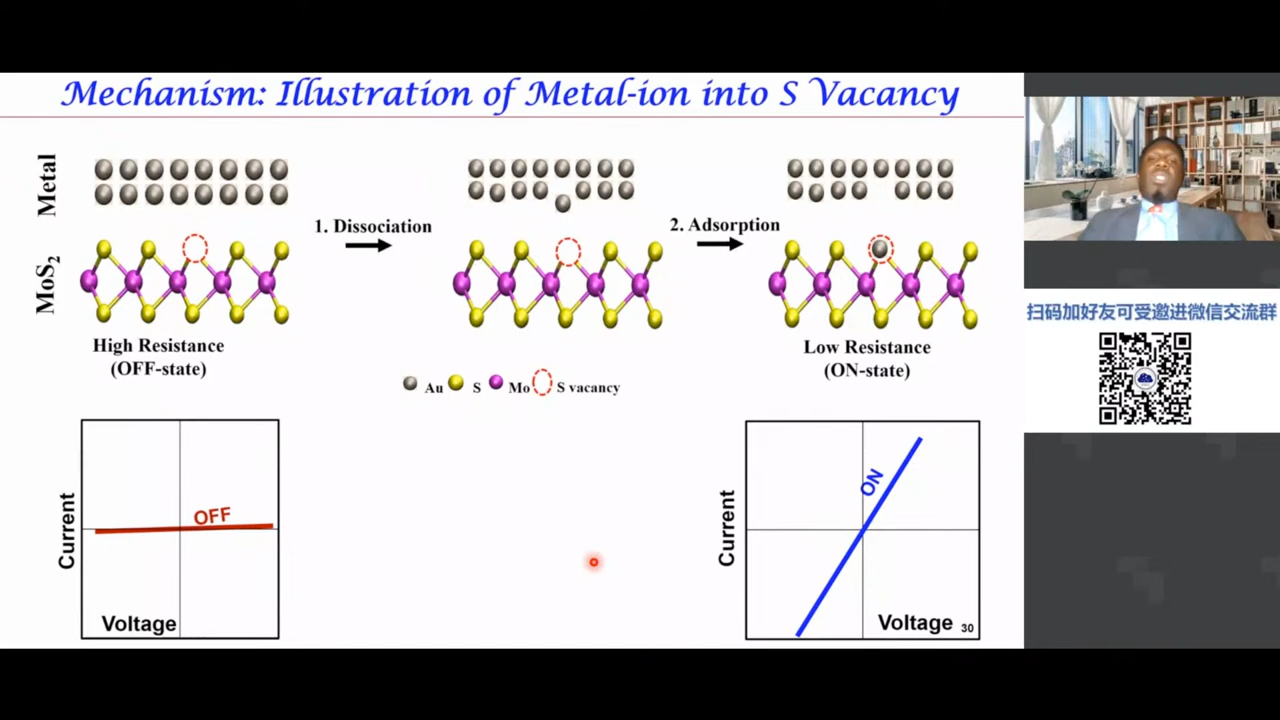 Mechanism: Illustration of Metal-ion into S Vacancy
Metal
MoS₂
1. Dissociation
2. Adsorption
High Resistance
(OFF-state)
Low Resistance
(ON-state)
Au S Mo S vacancy
Current
OFF
Voltage
Current
ON
Voltage 30
扫码加好友可受邀进微信交流群